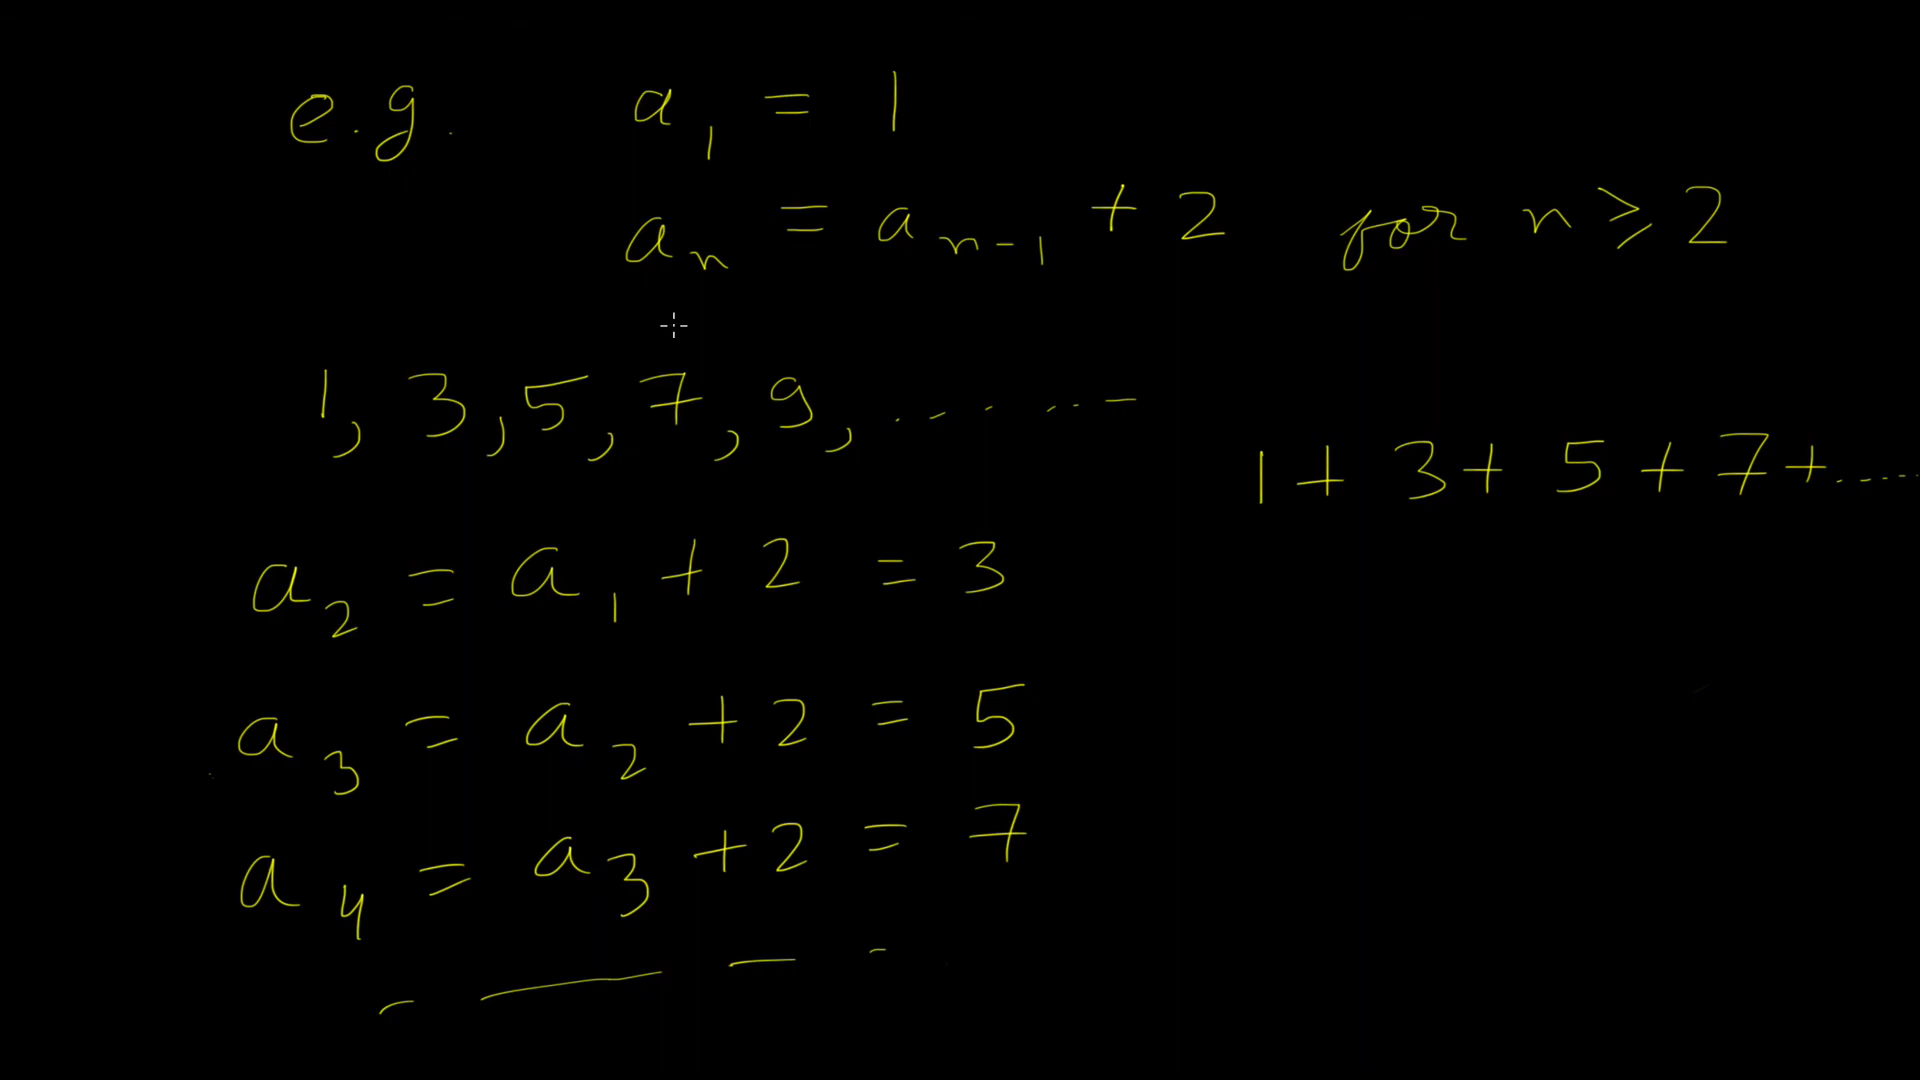 e.g. a₁ = 1
aₙ = aₙ₋₁ + 2 for n ⩾ 2
1, 3, 5, 7, 9, ........
1 + 3 + 5 + 7 + ......
a₂ = a₁ + 2 = 3
a₃ = a₂ + 2 = 5
a₄ = a₃ + 2 = 7